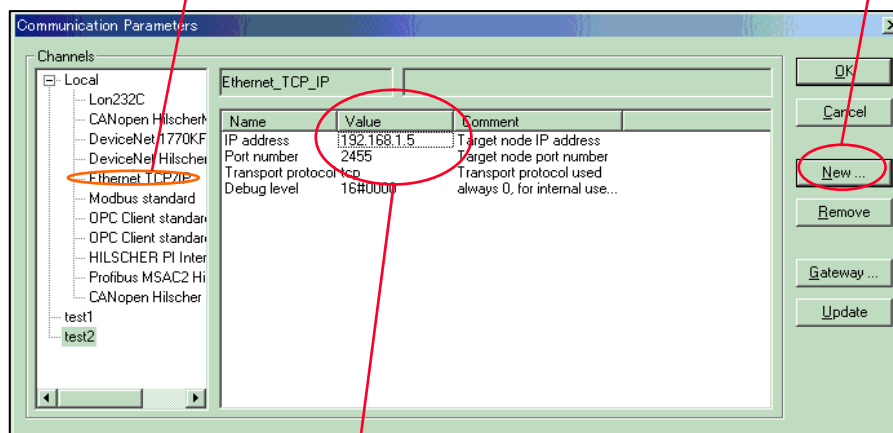 Communication Parameters
Channels
Local
Lon232C
CANopen Hilscher
DeviceNet 1770KF
DeviceNet Hilscher
Ethernet TCP/IP
Modbus standard
OPC Client standar
OPC Client standar
HILSCHER PI Inter
Profibus MSAC2 Hi
CANopen Hilscher
test1
test2
Ethernet_TCP_IP
Name Value Comment
IP address 192.168.1.5 Target node IP address
Port number 2455 Target node port number
Transport protocol tcp Transport protocol used
Debug level 16#0000 always 0, for internal use...
OK
Cancel
New ...
Remove
Gateway ...
Update